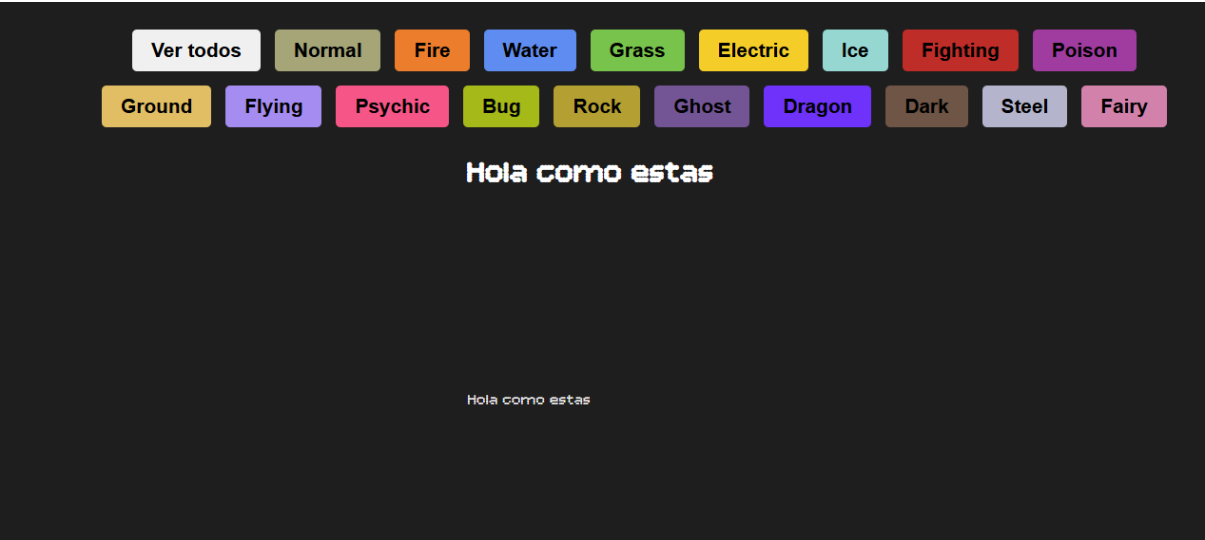 Ver todos Normal Fire Water Grass Electric Ice Fighting Poison
Ground Flying Psychic Bug Rock Ghost Dragon Dark Steel Fairy
Hola como estas
Hola como estas